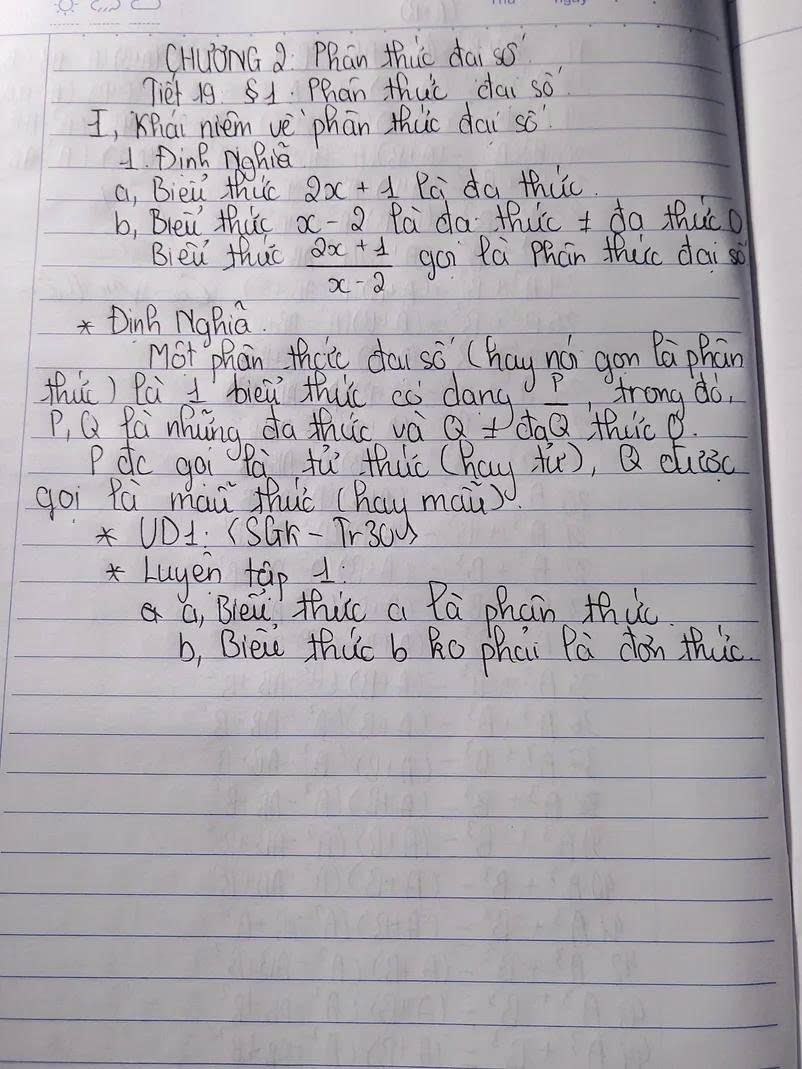 CHƯƠNG 2: Phân thức đại số
Tiết 19. §1. Phân thức đại số
I, Khái niệm về phân thức đại số
1. Định Nghĩa
a, Biểu thức 2x + 1 là đa thức.
b, Biểu thức x - 2 là đa thức ≠ đa thức 0
Biểu thức (2x + 1)/(x - 2) gọi là Phân thức đại số
* Định Nghĩa.
Một phân thức đại số (hay nói gọn là phân
thức) là 1 biểu thức có dạng P/, trong đó,
P, Q là những đa thức và Q ≠ đaQ thức 0.
P đc gọi là tử thức (hay tử), Q được
gọi là mẫu thức (hay mẫu).
* VD1: (SGK - Tr30)
* Luyện tập 1:
a, Biểu thức a là phân thức.
b, Biểu thức b ko phải là đơn thức.